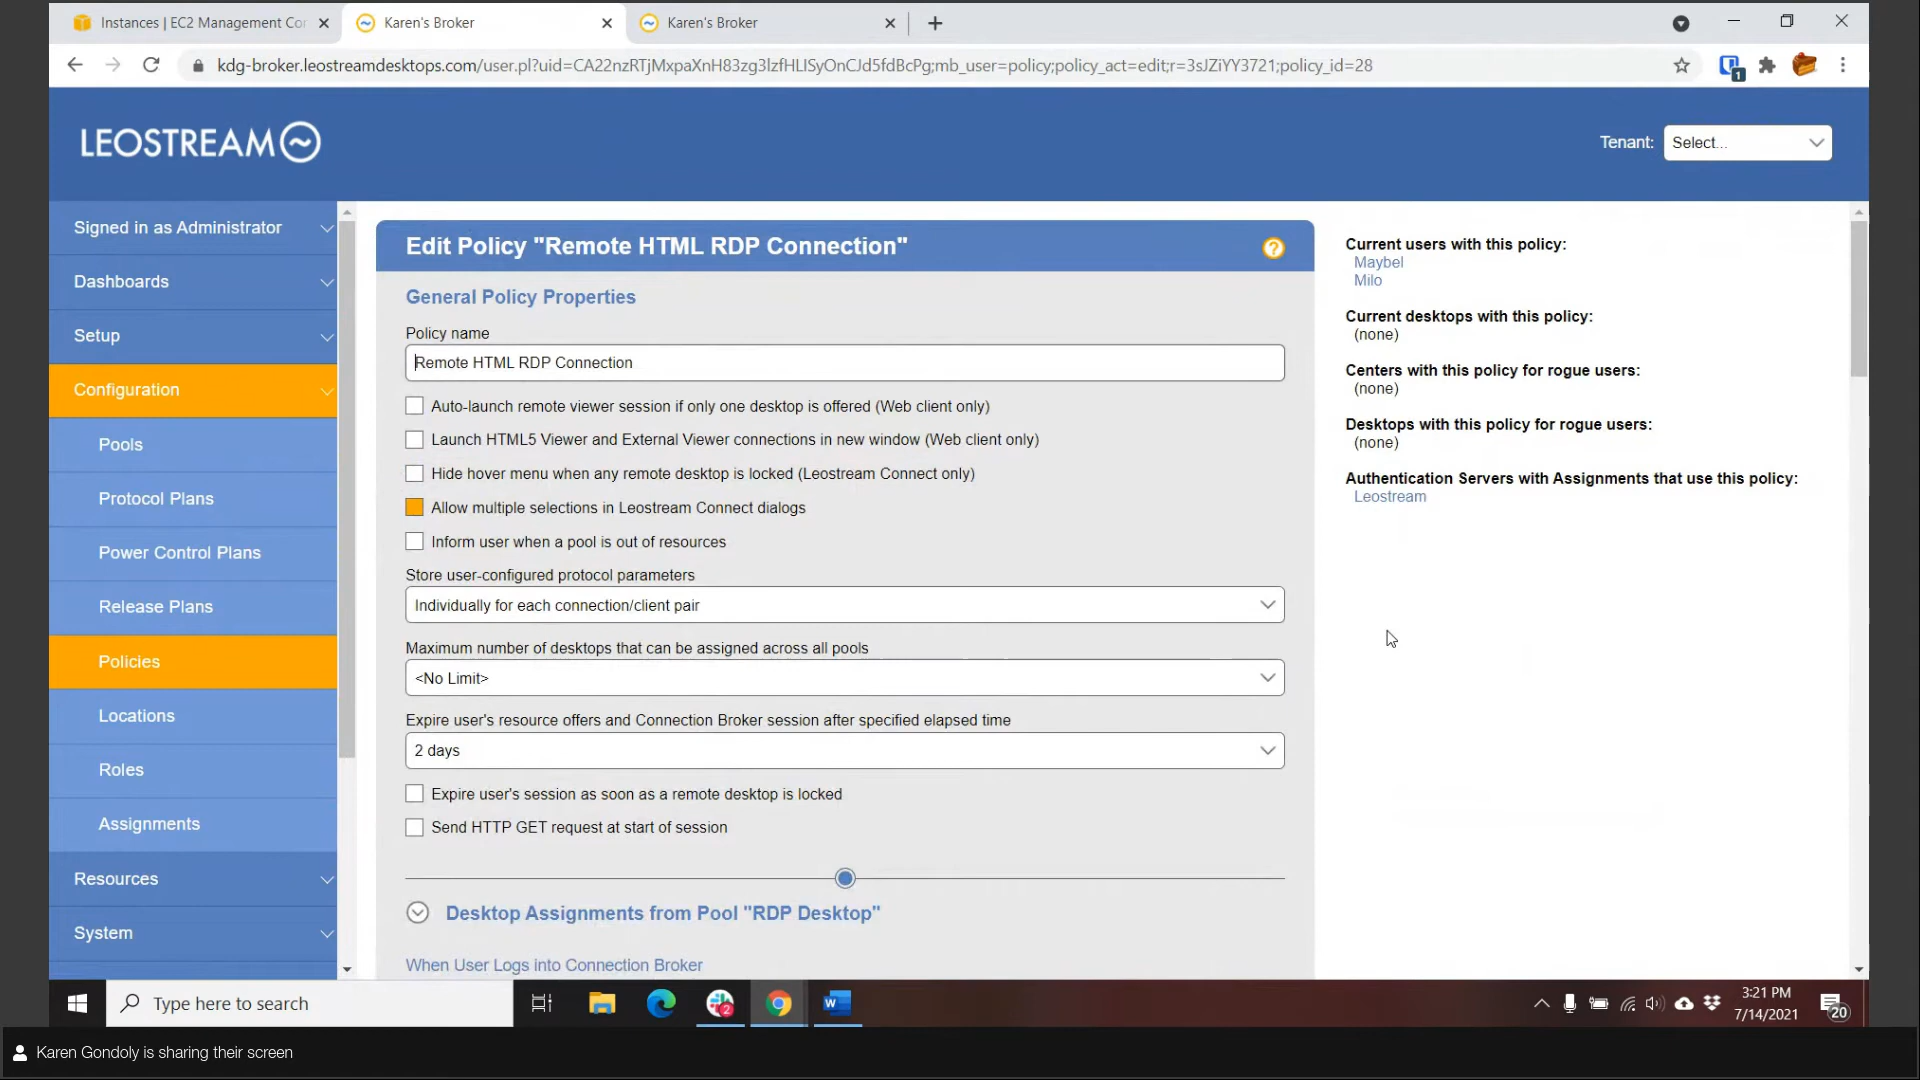 Instances | EC2 Management Co
Karen's Broker
Karen's Broker
kdg-broker.leostreamdesktops.com/user.pl?uid=CA22nzRTjMxpaXnH83zg3lzfHLISyOnCJd5fdBcPg;mb_user=policy;policy_act=edit;r=3sJZiYY3721;policy_id=28
1
LEOSTREAM
Tenant:
Select...
Signed in as Administrator
Dashboards
Setup
Configuration
Pools
Protocol Plans
Power Control Plans
Release Plans
Policies
Locations
Roles
Assignments
Resources
System
Edit Policy "Remote HTML RDP Connection"
?
General Policy Properties
Policy name
Remote HTML RDP Connection
Auto-launch remote viewer session if only one desktop is offered (Web client only)
Launch HTML5 Viewer and External Viewer connections in new window (Web client only)
Hide hover menu when any remote desktop is locked (Leostream Connect only)
Allow multiple selections in Leostream Connect dialogs
Inform user when a pool is out of resources
Store user-configured protocol parameters
Individually for each connection/client pair
Maximum number of desktops that can be assigned across all pools
<No Limit>
Expire user's resource offers and Connection Broker session after specified elapsed time
2 days
Expire user's session as soon as a remote desktop is locked
Send HTTP GET request at start of session
Desktop Assignments from Pool "RDP Desktop"
When User Logs into Connection Broker
Current users with this policy:
Maybel
Milo
Current desktops with this policy:
(none)
Centers with this policy for rogue users:
(none)
Desktops with this policy for rogue users:
(none)
Authentication Servers with Assignments that use this policy:
Leostream
Type here to search
2
W
3:21 PM
7/14/2021
20
Karen Gondoly is sharing their screen